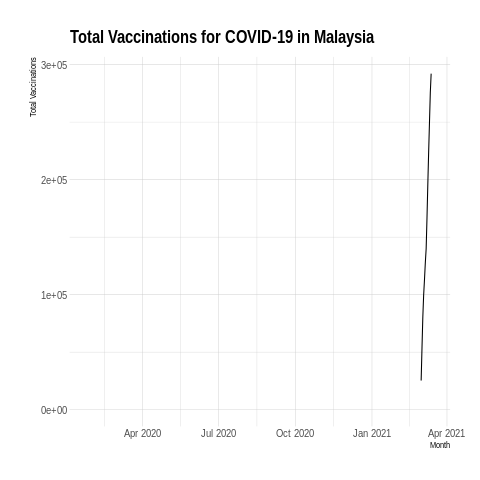 Total Vaccinations for COVID-19 in Malaysia
Total Vaccinations
3e+05
2e+05
1e+05
0e+00
Apr 2020 Jul 2020 Oct 2020 Jan 2021 Apr 2021
Month